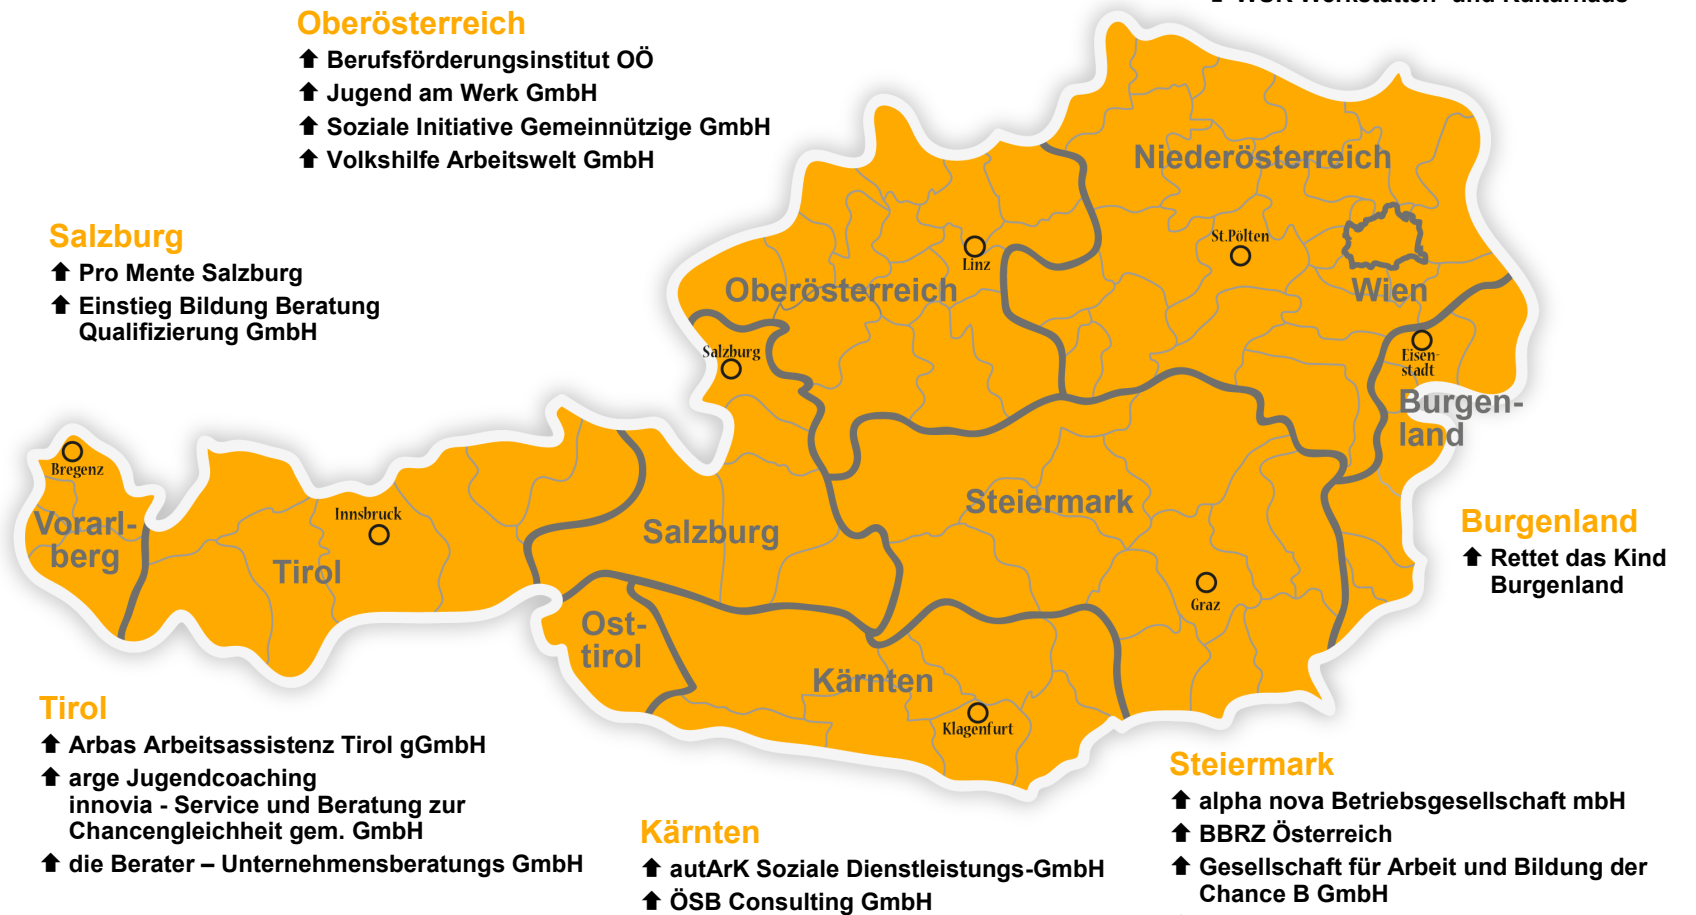 WUK Werkstätten- und Kulturhaus
Oberösterreich
Berufsförderungsinstitut OÖ
Jugend am Werk GmbH
Soziale Initiative Gemeinnützige GmbH
Volkshilfe Arbeitswelt GmbH
Salzburg
Pro Mente Salzburg
Einstieg Bildung Beratung
Qualifizierung GmbH
Niederösterreich
St.Pölten
Linz
Oberösterreich
Wien
Salzburg
Eisen-
stadt
Burgen-
land
Bregenz
Vorarl-
berg
Innsbruck
Tirol
Salzburg
Steiermark
Graz
Ost-
tirol
Kärnten
Klagenfurt
Burgenland
Rettet das Kind
Burgenland
Tirol
Arbas Arbeitsassistenz Tirol gGmbH
arge Jugendcoaching
innovia - Service und Beratung zur
Chancengleichheit gem. GmbH
die Berater – Unternehmensberatungs GmbH
Kärnten
autArK Soziale Dienstleistungs-GmbH
ÖSB Consulting GmbH
Steiermark
alpha nova Betriebsgesellschaft mbH
BBRZ Österreich
Gesellschaft für Arbeit und Bildung der
Chance B GmbH